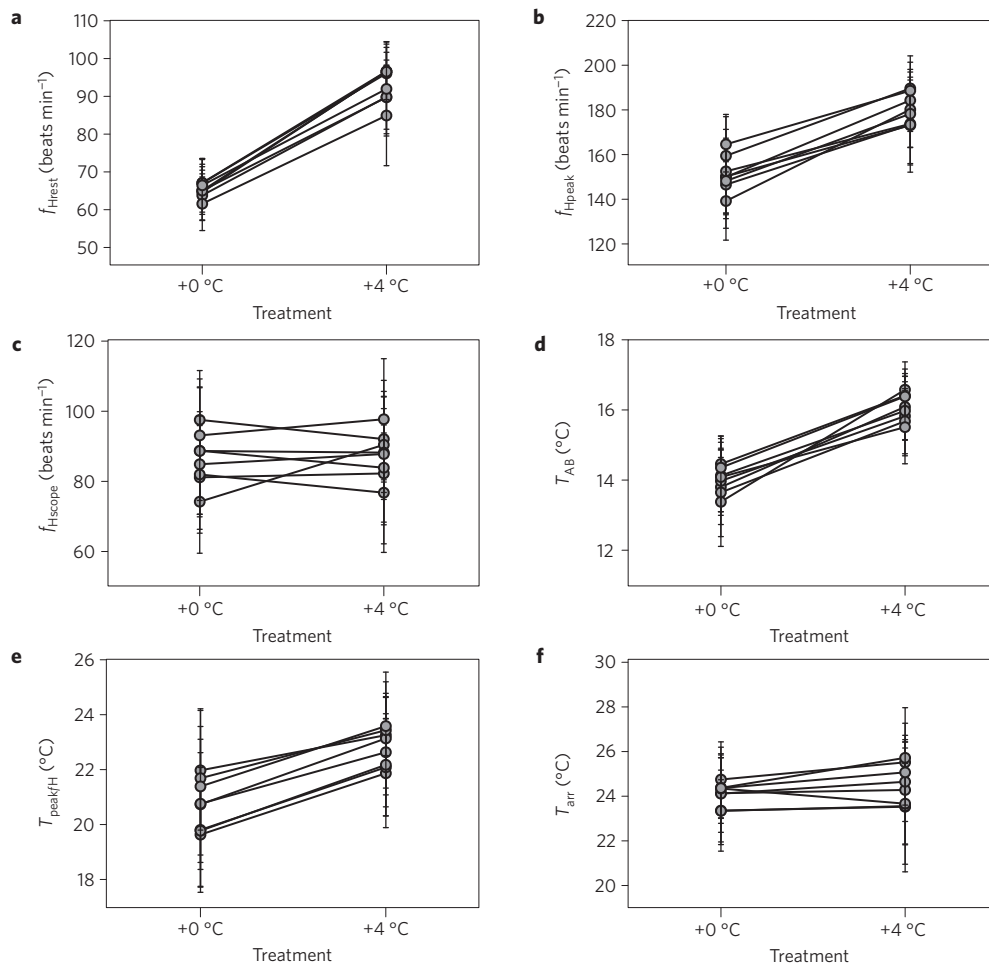 a
110
100
90
80
70
60
50
fHrest (beats min⁻¹)
+0 °C
+4 °C
Treatment
b
220
200
180
160
140
120
fHpeak (beats min⁻¹)
+0 °C
+4 °C
Treatment
c
120
100
80
60
fHscope (beats min⁻¹)
+0 °C
+4 °C
Treatment
d
18
16
14
12
TAB (°C)
+0 °C
+4 °C
Treatment
e
26
24
22
20
18
TpeakfH (°C)
+0 °C
+4 °C
Treatment
f
30
28
26
24
22
20
Tarr (°C)
+0 °C
+4 °C
Treatment